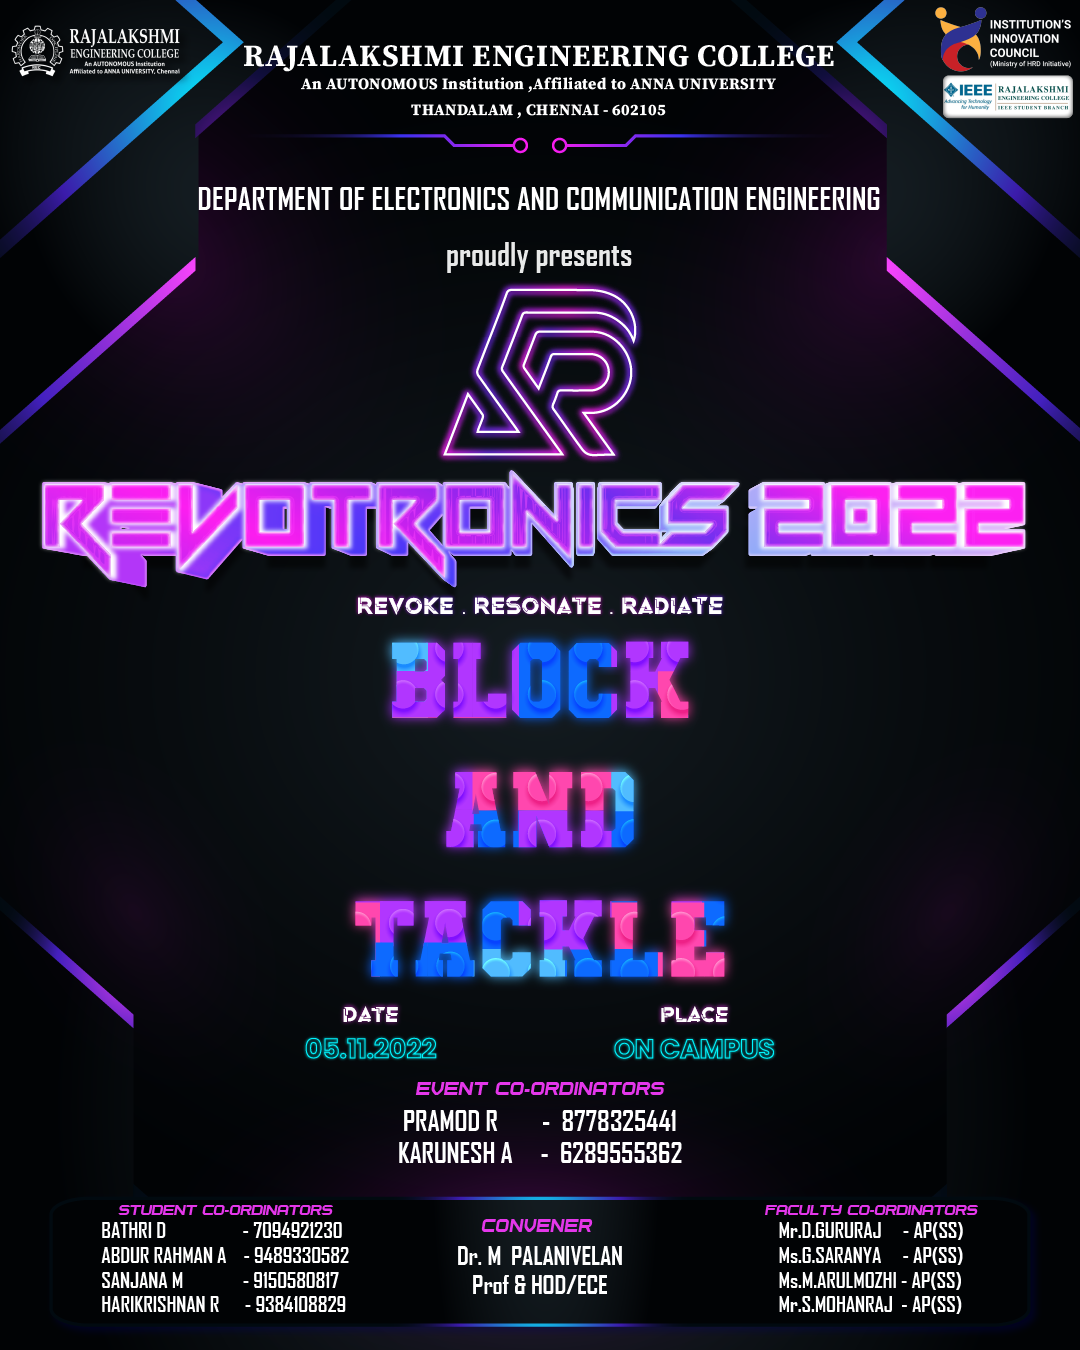 RAJALAKSHMI
ENGINEERING COLLEGE
An AUTONOMOUS Institution
Affiliated to ANNA UNIVERSITY, Chennai
RAJALAKSHMI ENGINEERING COLLEGE
An AUTONOMOUS Institution ,Affiliated to ANNA UNIVERSITY
THANDALAM , CHENNAI - 602105
INSTITUTION'S
INNOVATION
COUNCIL
(Ministry of HRD Initiative)
IEEE
Advancing Technology
for Humanity
RAJALAKSHMI
ENGINEERING COLLEGE
IEEE STUDENT BRANCH
DEPARTMENT OF ELECTRONICS AND COMMUNICATION ENGINEERING
proudly presents
REVOTRONICS 2022
REVOKE . RESONATE . RADIATE
BLOCK
AND
TACKLE
DATE
05.11.2022
PLACE
ON CAMPUS
EVENT CO-ORDINATORS
PRAMOD R - 8778325441
KARUNESH A - 6289555362
STUDENT CO-ORDINATORS
BATHRI D - 7094921230
ABDUR RAHMAN A - 9489330582
SANJANA M - 9150580817
HARIKRISHNAN R - 9384108829
CONVENER
Dr. M PALANIVELAN
Prof & HOD/ECE
FACULTY CO-ORDINATORS
Mr.D.GURURAJ - AP(SS)
Ms.G.SARANYA - AP(SS)
Ms.M.ARULMOZHI - AP(SS)
Mr.S.MOHANRAJ - AP(SS)